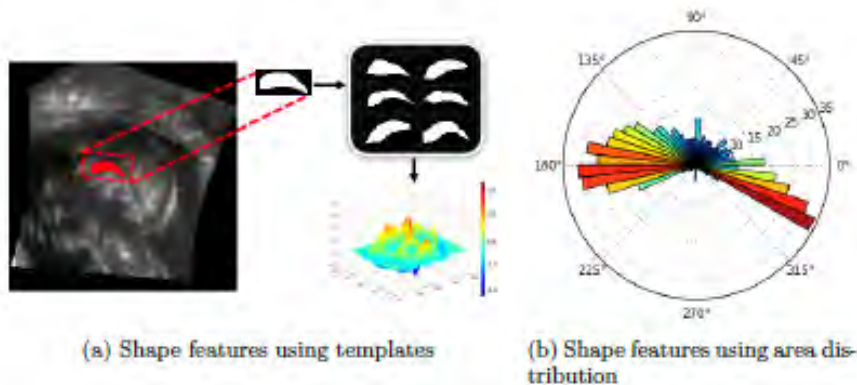 90°
135°
45°
180°
0°
10 15 20 25 30 35
225°
315°
270°
(a) Shape features using templates
(b) Shape features using area dis-
tribution